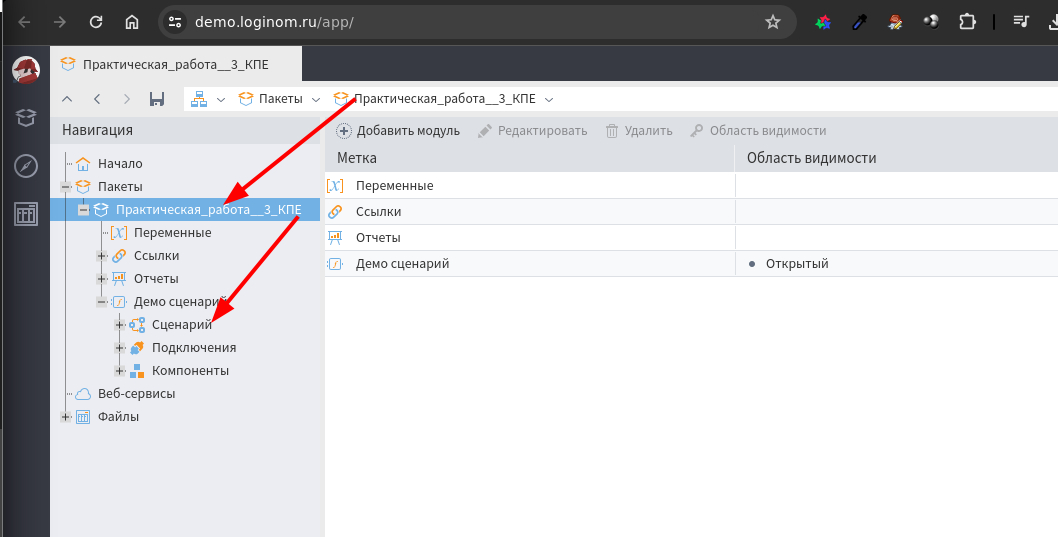 demo.loginom.ru/app/
Практическая_работа__3_КПЕ
Пакеты Практическая_работа__3_КПЕ
Навигация
Начало
Пакеты
Практическая_работа__3_КПЕ
Переменные
Ссылки
Отчеты
Демо сценарий
Сценарий
Подключения
Компоненты
Веб-сервисы
Файлы
Добавить модуль Редактировать Удалить Область видимости
Метка Область видимости
Переменные
Ссылки
Отчеты
Демо сценарий Открытый